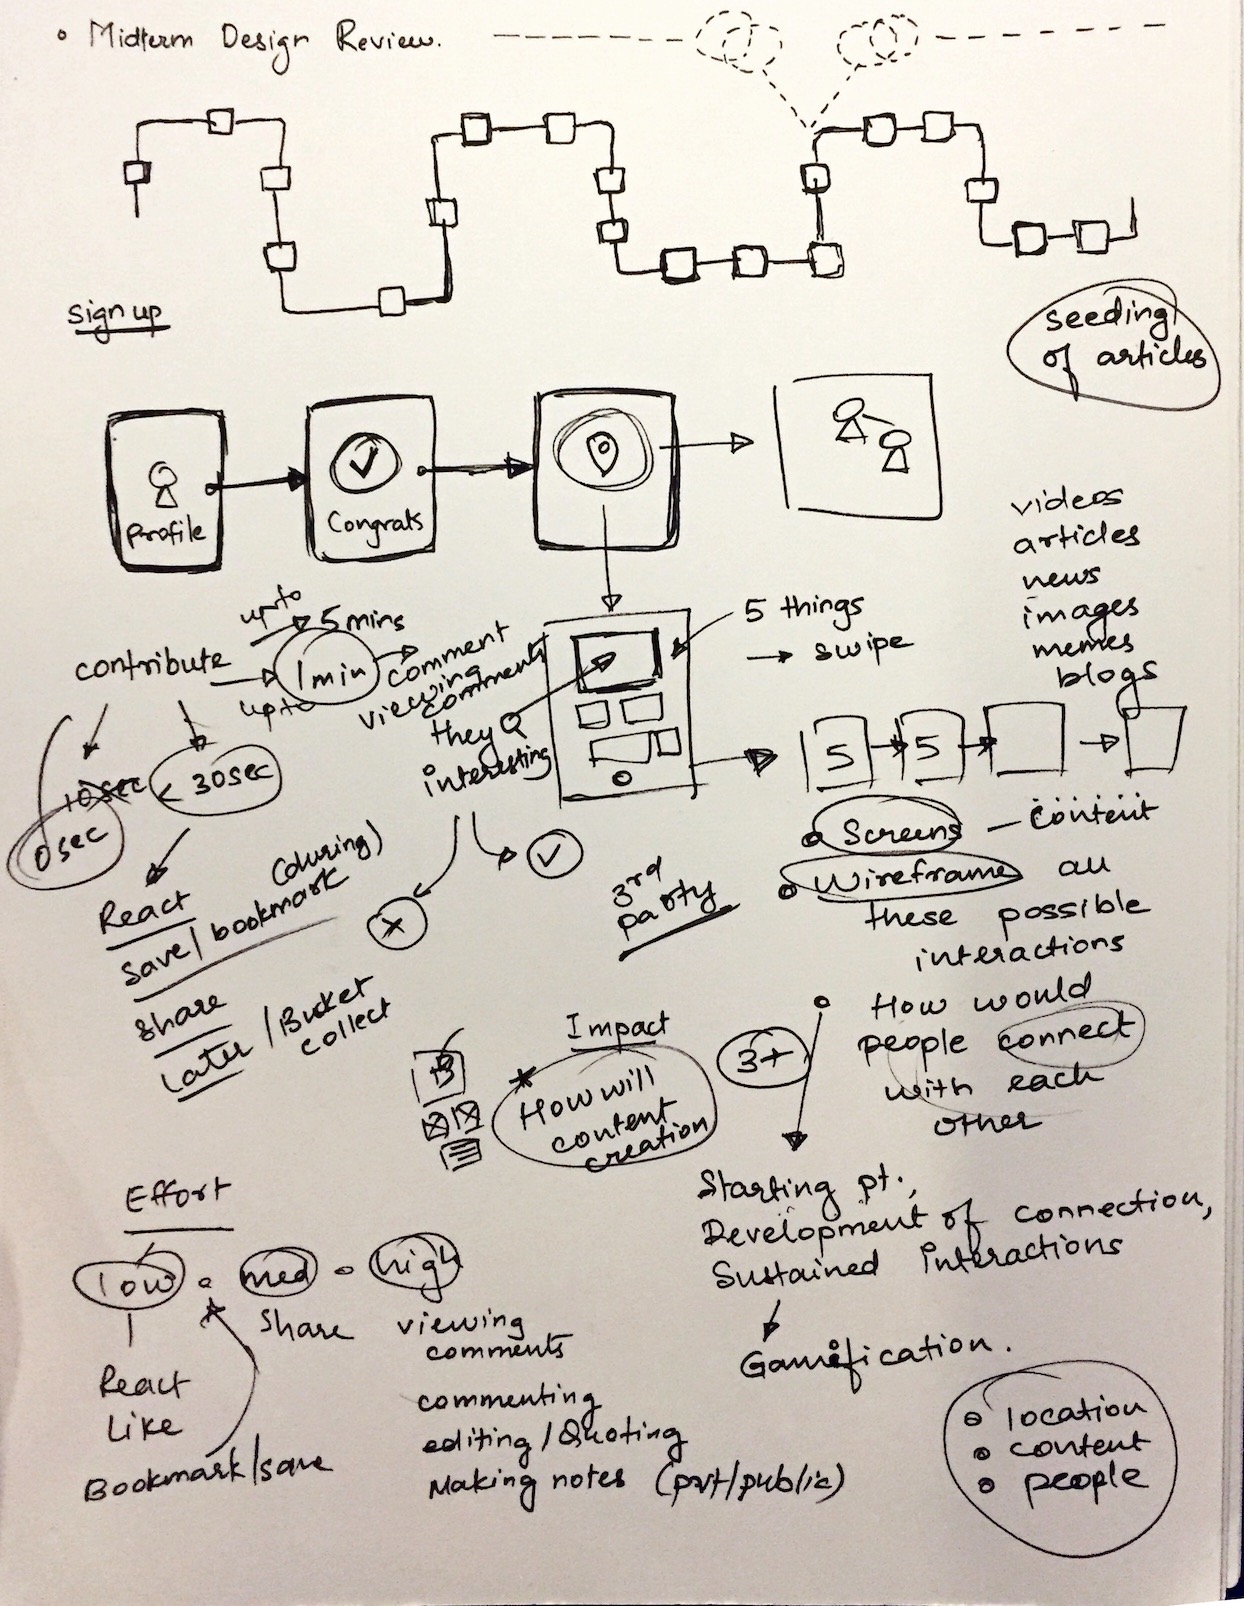 Midterm Design Review.
Sign up
seeding
of articles
Profile
Congrats
videos
articles
news
images
memes
blogs
upto
5 mins
contribute
1 min
upto
comment
viewing
comments
they
interesting
5 things
→ swipe
5
5
10 sec
0 sec
< 30 sec
Screens — content
Wireframe all
these possible
interactions
3rd
party
React
(during)
save/bookmark
share
Later / Bucket
collect
How would
people connect
with each
other
3+
Impact
* How will
content
creation
Starting pt.,
Development of connection,
Sustained interactions
Gamification.
Effort
low
med
high
share
viewing
comments
React
Like
Bookmark/save
commenting
editing/Quoting
Making notes (pvt/public)
location
content
people